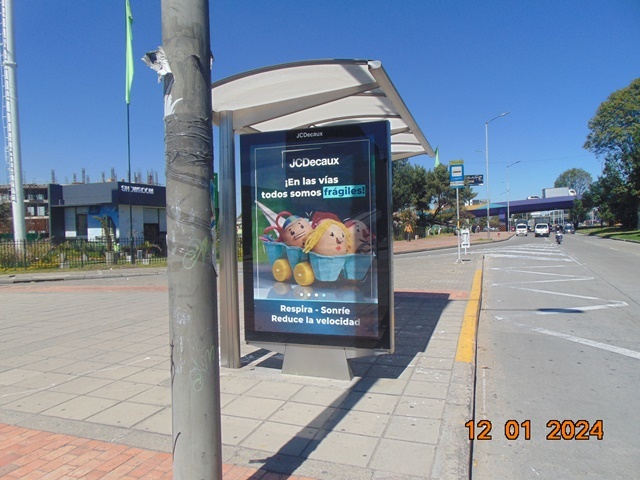 JCDecaux
JCDecaux
¡En las vías
todos somos frágiles!
Respira - Sonríe
Reduce la velocidad
12 01 2024